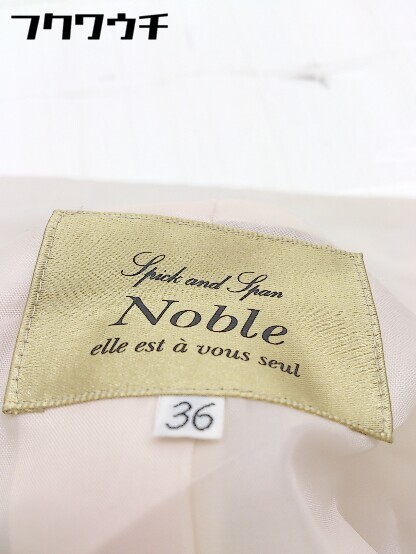 フクワウチ
Spick and Span
Noble
elle est à vous seul
36